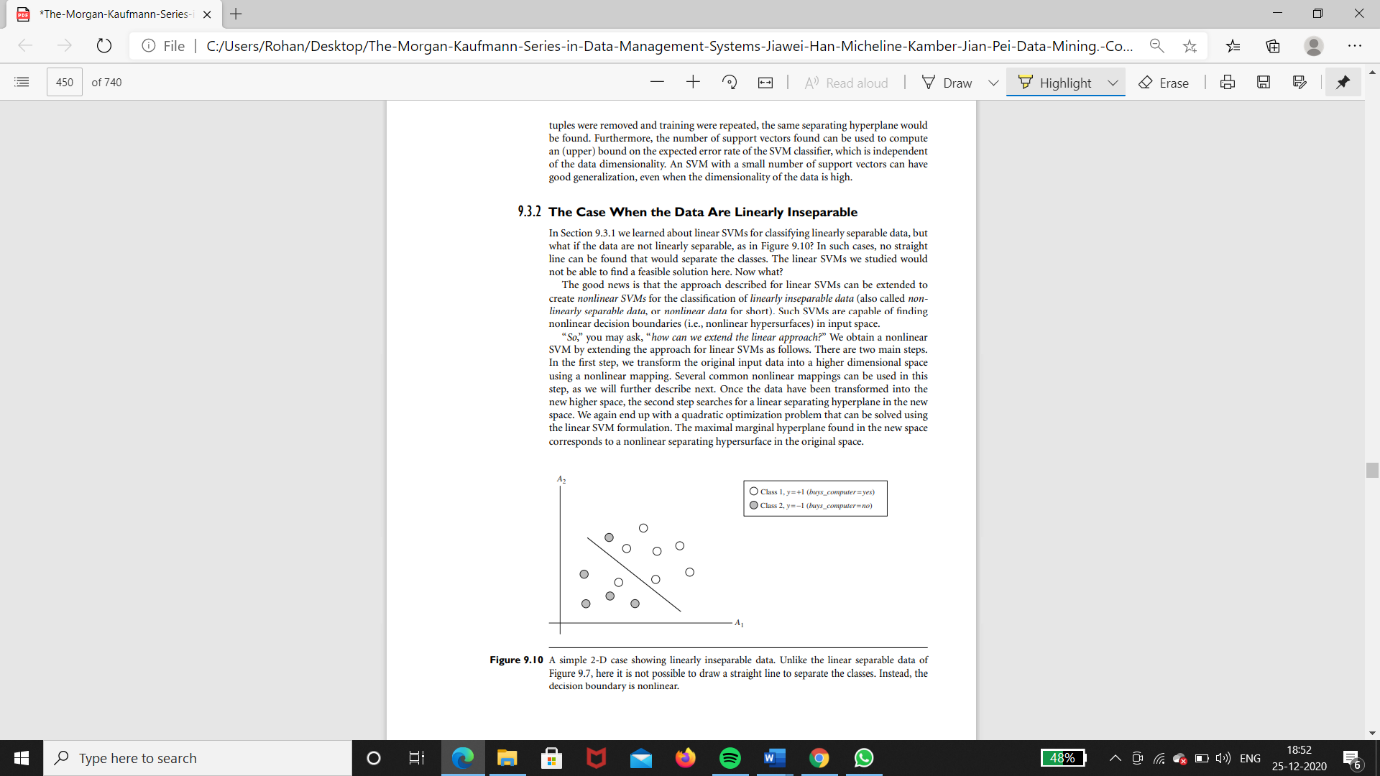 *The-Morgan-Kaufmann-Series-
File
C:/Users/Rohan/Desktop/The-Morgan-Kaufmann-Series-in-Data-Management-Systems-Jiawei-Han-Micheline-Kamber-Jian-Pei-Data-Mining.-Co...
450 of 740
Read aloud
Draw
Highlight
Erase
tuples were removed and training were repeated, the same separating hyperplane would
be found. Furthermore, the number of support vectors found can be used to compute
an (upper) bound on the expected error rate of the SVM classifier, which is independent
of the data dimensionality. An SVM with a small number of support vectors can have
good generalization, even when the dimensionality of the data is high.
9.3.2 The Case When the Data Are Linearly Inseparable
In Section 9.3.1 we learned about linear SVMs for classifying linearly separable data, but
what if the data are not linearly separable, as in Figure 9.10? In such cases, no straight
line can be found that would separate the classes. The linear SVMs we studied would
not be able to find a feasible solution here. Now what?
The good news is that the approach described for linear SVMs can be extended to
create nonlinear SVMs for the classification of linearly inseparable data (also called non-
linearly separable data, or nonlinear data for short). Such SVMs are capable of finding
nonlinear decision boundaries (i.e., nonlinear hypersurfaces) in input space.
"So," you may ask, "how can we extend the linear approach?" We obtain a nonlinear
SVM by extending the approach for linear SVMs as follows. There are two main steps.
In the first step, we transform the original input data into a higher dimensional space
using a nonlinear mapping. Several common nonlinear mappings can be used in this
step, as we will further describe next. Once the data have been transformed into the
new higher space, the second step searches for a linear separating hyperplane in the new
space. We again end up with a quadratic optimization problem that can be solved using
the linear SVM formulation. The maximal marginal hyperplane found in the new space
corresponds to a nonlinear separating hypersurface in the original space.
A2
Class 1, y=+1 (buys_computer=yes)
Class 2, y=−1 (buys_computer=no)
A1
Figure 9.10 A simple 2-D case showing linearly inseparable data. Unlike the linear separable data of
Figure 9.7, here it is not possible to draw a straight line to separate the classes. Instead, the
decision boundary is nonlinear.
Type here to search
48%
ENG
18:52
25-12-2020
6